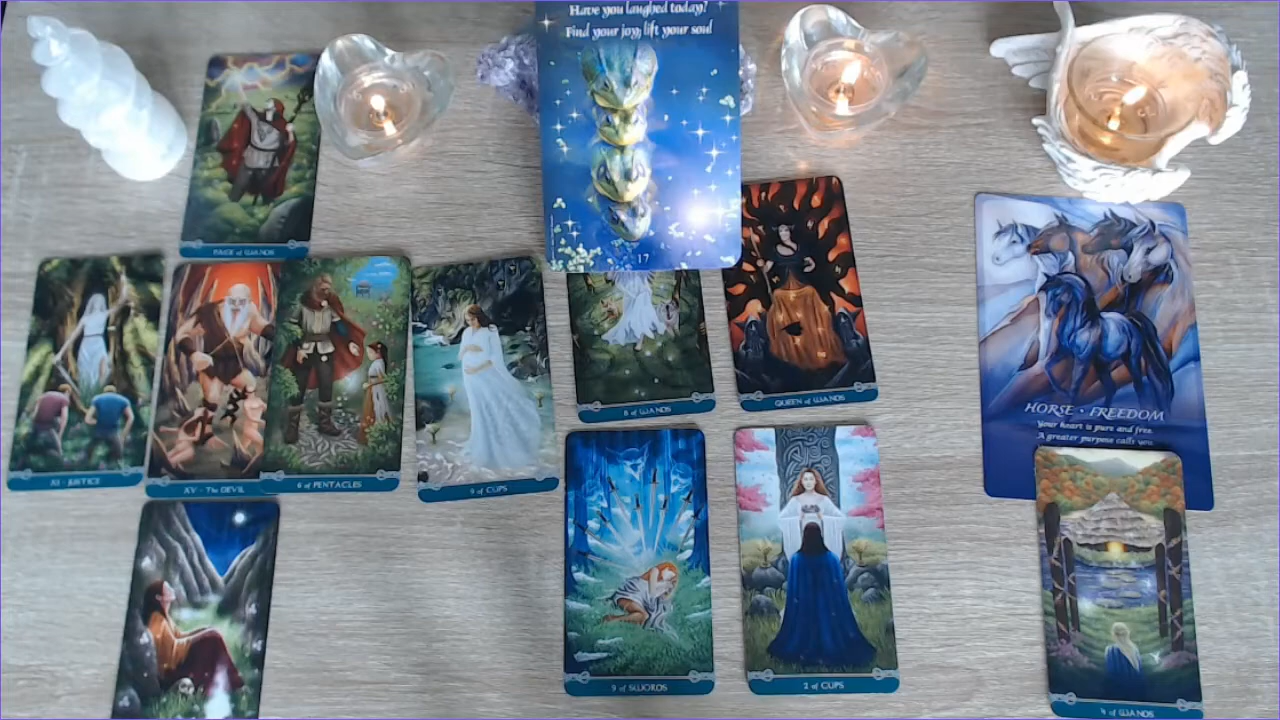 Have you laughed today?
Find your joy, lift your soul
17
QUEEN of WANDS
HORSE • FREEDOM
Your heart is pure and free.
A greater purpose calls you.
XI - JUSTICE
XV - The DEVIL
6 of PENTACLES
9 of CUPS
8 of WANDS
9 of SWORDS
2 of CUPS
4 of WANDS